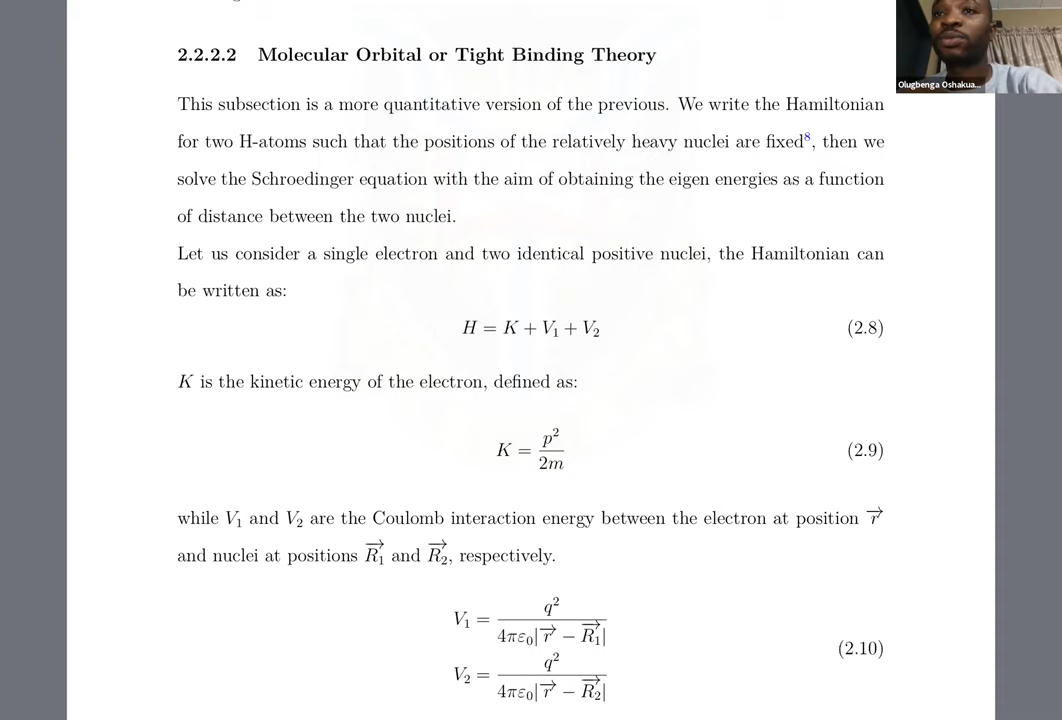 2.2.2.2 Molecular Orbital or Tight Binding Theory
Olugbenga Oshakua...
This subsection is a more quantitative version of the previous. We write the Hamiltonian
for two H-atoms such that the positions of the relatively heavy nuclei are fixed⁸, then we
solve the Schroedinger equation with the aim of obtaining the eigen energies as a function
of distance between the two nuclei.
Let us consider a single electron and two identical positive nuclei, the Hamiltonian can
be written as:
H = K + V₁ + V₂ (2.8)
K is the kinetic energy of the electron, defined as:
K = p²/2m (2.9)
while V₁ and V₂ are the Coulomb interaction energy between the electron at position r⃗
and nuclei at positions R⃗₁ and R⃗₂, respectively.
V₁ = q²/4πε₀|r⃗ − R⃗₁|
V₂ = q²/4πε₀|r⃗ − R⃗₂| (2.10)